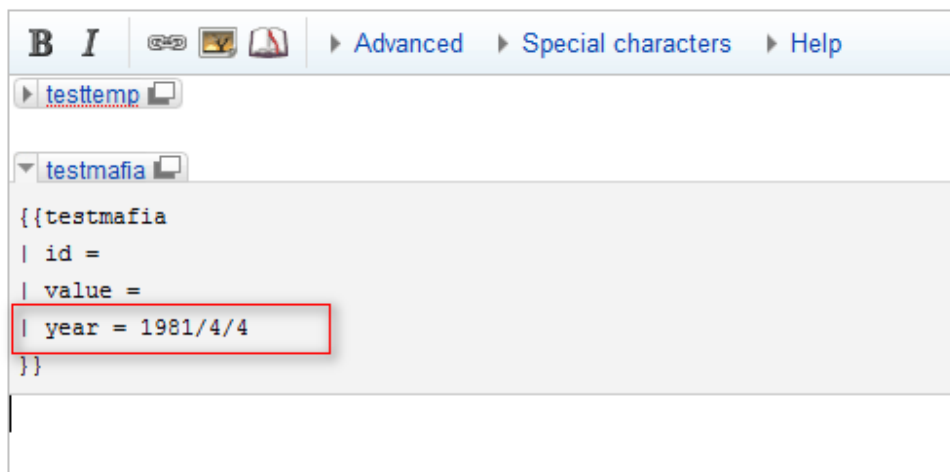 B I Advanced Special characters Help
testtemp
testmafia
{{testmafia
| id =
| value =
| year = 1981/4/4
}}